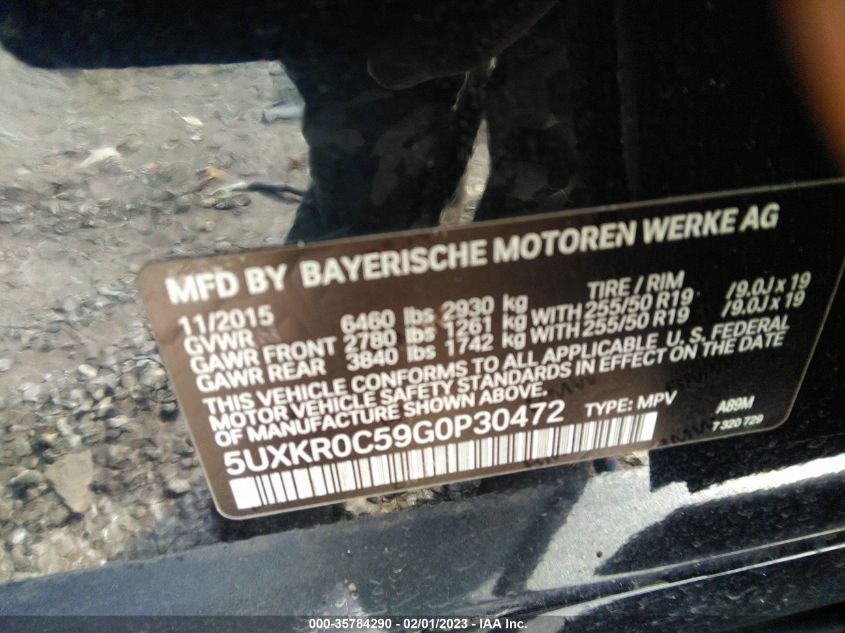 MFD BY BAYERISCHE MOTOREN WERKE AG
11/2015 TIRE / RIM
GVWR 6460 lbs 2930 kg
GAWR FRONT 2780 lbs 1261 kg WITH 255/50 R19 /9.0J x 19
GAWR REAR 3840 lbs 1742 kg WITH 255/50 R19 /9.0J x 19
THIS VEHICLE CONFORMS TO ALL APPLICABLE U. S. FEDERAL
MOTOR VEHICLE SAFETY STANDARDS IN EFFECT ON THE DATE
OF MANUFACTURE SHOWN ABOVE.
5UXKR0C59G0P30472 TYPE: MPV A89M
7 320 729
000-35784290 - 02/01/2023 - IAA Inc.